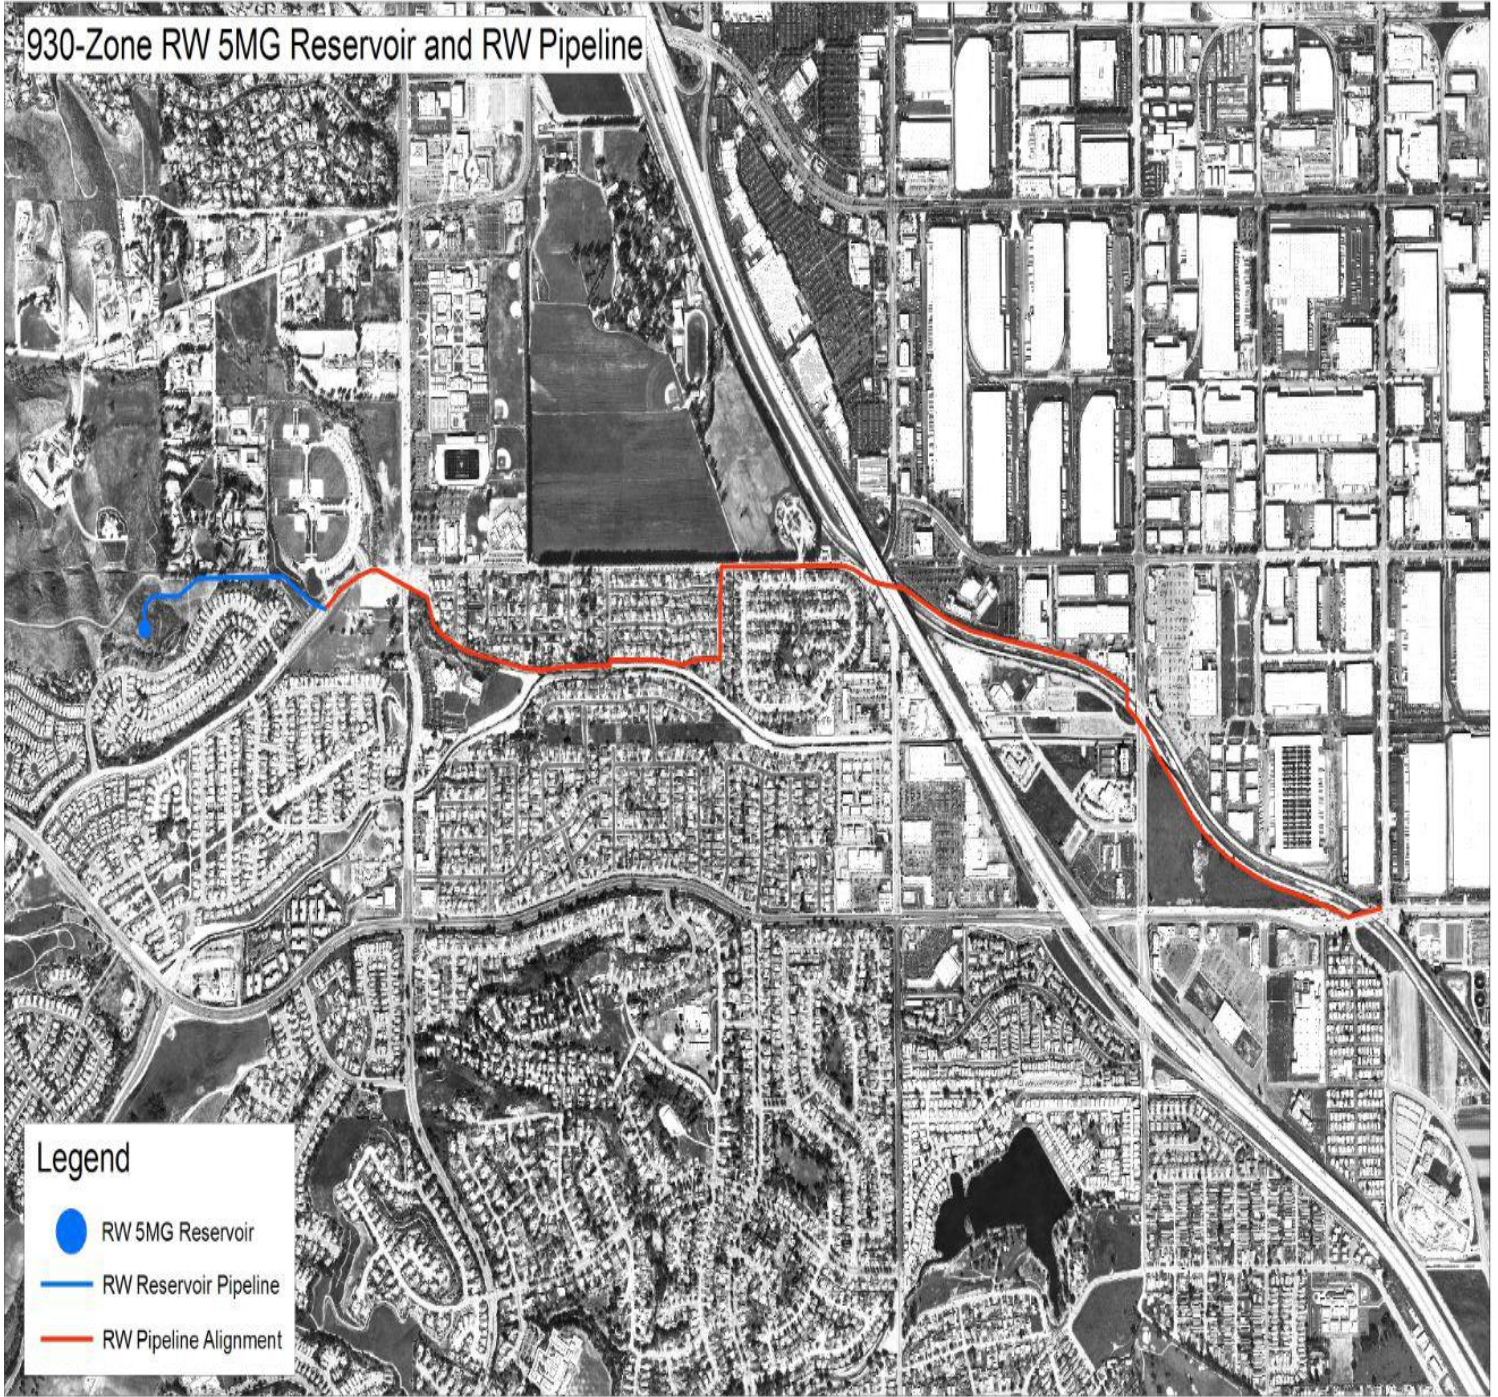 930-Zone RW 5MG Reservoir and RW Pipeline
Legend
RW 5MG Reservoir
RW Reservoir Pipeline
RW Pipeline Alignment